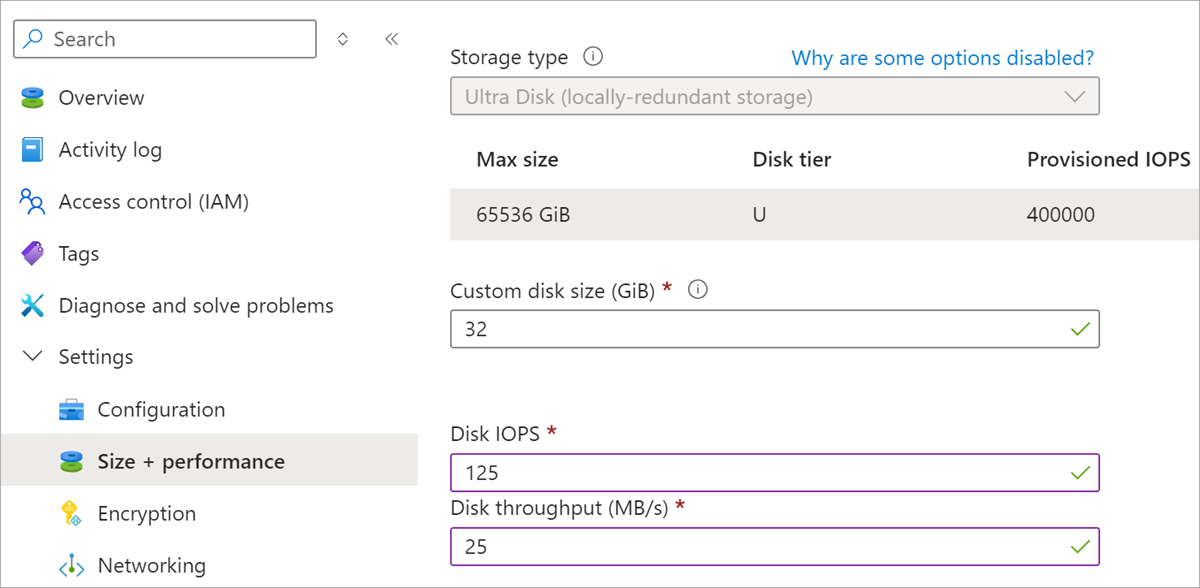 Search
Overview
Activity log
Access control (IAM)
Tags
Diagnose and solve problems
Settings
Configuration
Size + performance
Encryption
Networking
Storage type
Why are some options disabled?
Ultra Disk (locally-redundant storage)
Max size Disk tier Provisioned IOPS
65536 GiB U 400000
Custom disk size (GiB) *
32
Disk IOPS *
125
Disk throughput (MB/s) *
25